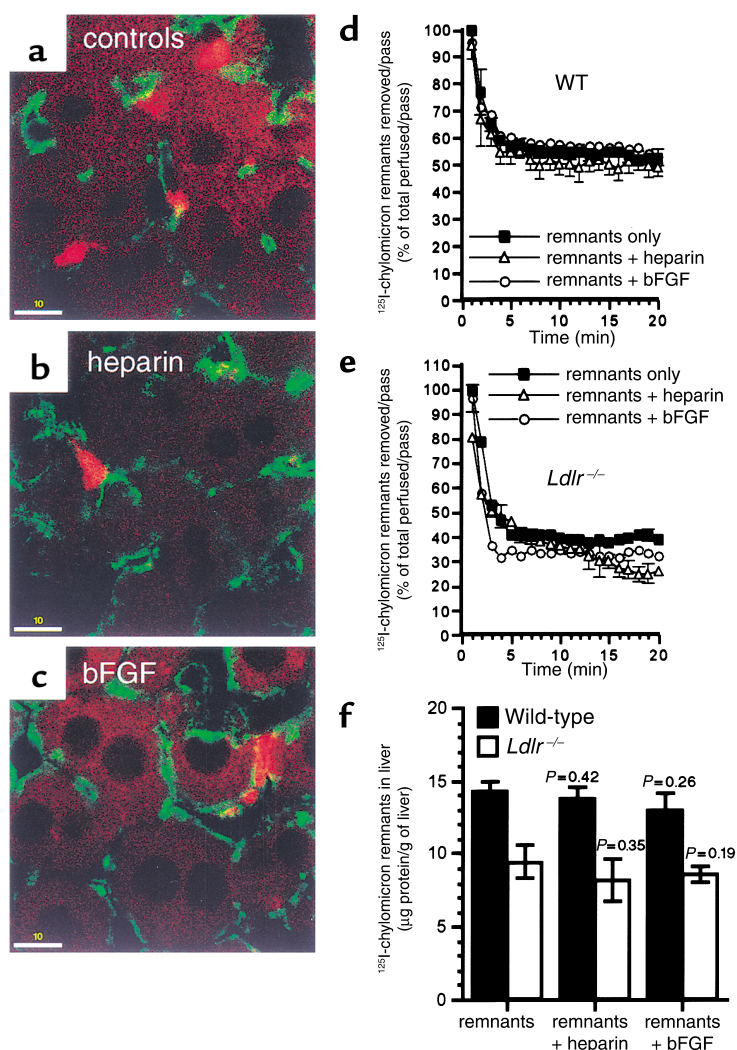 a
controls
10
b
heparin
10
c
bFGF
10
d
¹²⁵I-chylomicron remnants removed/pass
(% of total perfused/pass)
100
90
80
70
60
50
40
30
20
10
0
WT
remnants only
remnants + heparin
remnants + bFGF
0
5
10
15
20
Time (min)
e
¹²⁵I-chylomicron remnants removed/pass
(% of total perfused/pass)
110
100
90
80
70
60
50
40
30
20
10
0
remnants only
remnants + heparin
remnants + bFGF
Ldlr⁻/⁻
0
5
10
15
20
Time (min)
f
¹²⁵I-chylomicron remnants in liver
(μg protein/g of liver)
20
15
10
5
0
Wild-type
Ldlr⁻/⁻
P=0.42
P=0.26
P=0.35
P=0.19
remnants
remnants
+ heparin
remnants
+ bFGF